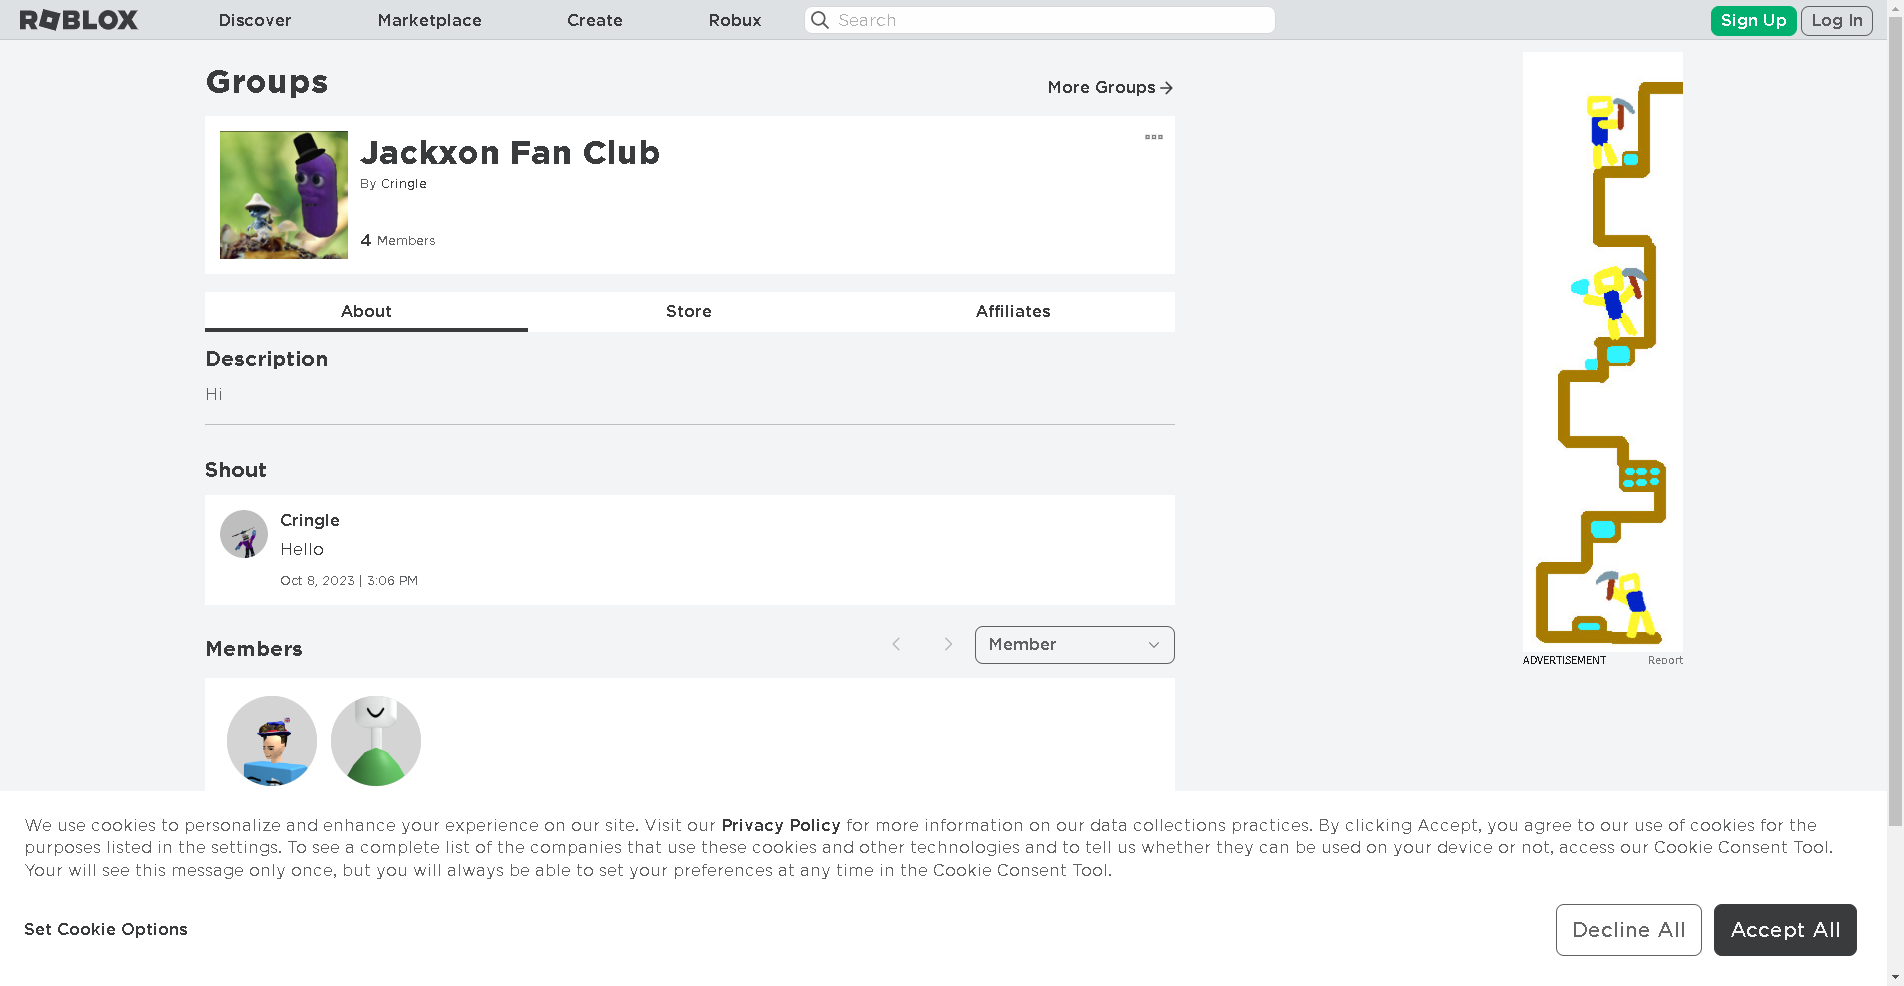 ROBLOX
Discover
Marketplace
Create
Robux
Search
Sign Up
Log In
Groups
More Groups
Jackxon Fan Club
By Cringle
4 Members
About
Store
Affiliates
Description
Hi
Shout
Cringle
Hello
Oct 8, 2023 | 3:06 PM
Members
Member
ADVERTISEMENT
Report
We use cookies to personalize and enhance your experience on our site. Visit our Privacy Policy for more information on our data collections practices. By clicking Accept, you agree to our use of cookies for the
purposes listed in the settings. To see a complete list of the companies that use these cookies and other technologies and to tell us whether they can be used on your device or not, access our Cookie Consent Tool.
Your will see this message only once, but you will always be able to set your preferences at any time in the Cookie Consent Tool.
Set Cookie Options
Decline All
Accept All